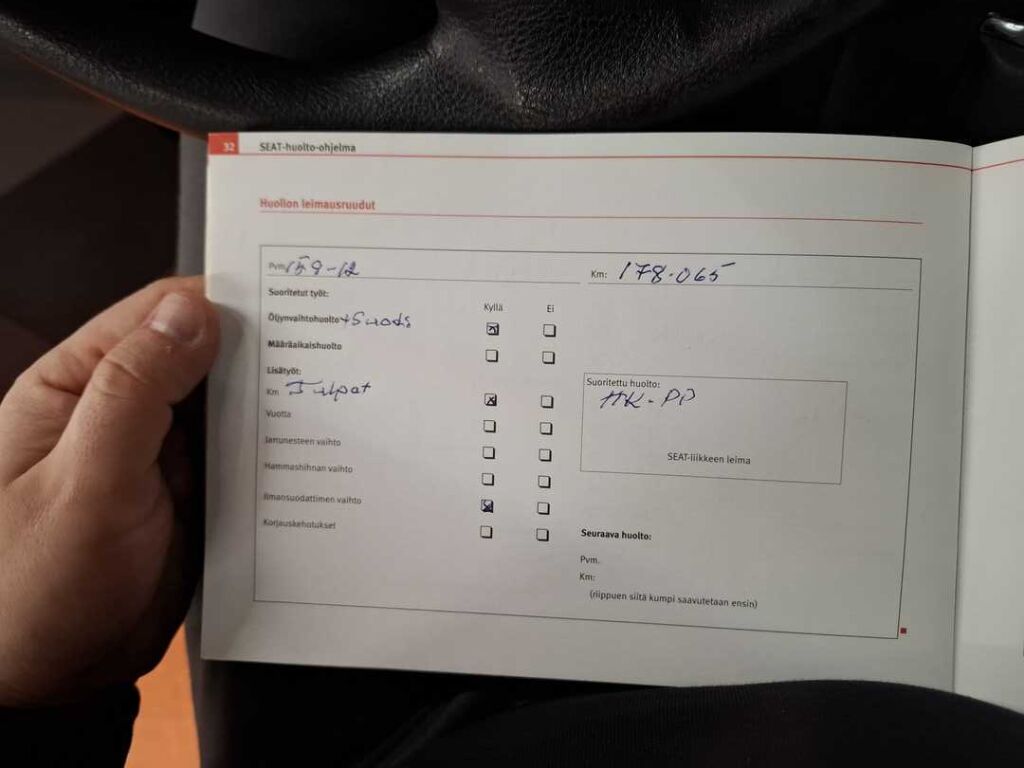 32 SEAT-huolto-ohjelma
Huollon leimausruudut
Pvm 15 9-12 Km: 178.065
Suoritetut työt:
Kyllä Ei
Öljynvaihtohuolto + Suod:
Määräaikaishuolto
Lisätyöt:
Km Tulpat
Vuotta
Jarrunesteen vaihto
Hammashihnan vaihto
Ilmansuodattimen vaihto
Korjauskehotukset
Suoritettu huolto:
HK-PP
SEAT-liikkeen leima
Seuraava huolto:
Pvm.
Km:
(riippuen siitä kumpi saavutetaan ensin)